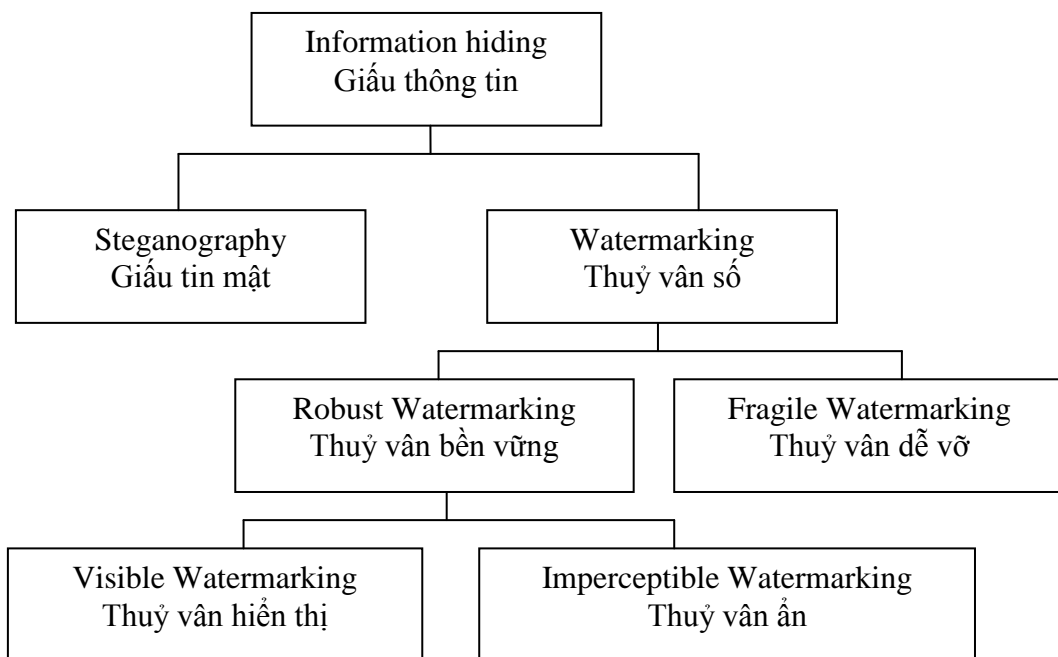 Information hiding
Giấu thông tin
Steganography
Giấu tin mật
Watermarking
Thuỷ vân số
Robust Watermarking
Thuỷ vân bền vững
Fragile Watermarking
Thuỷ vân dễ vỡ
Visible Watermarking
Thuỷ vân hiển thị
Imperceptible Watermarking
Thuỷ vân ẩn